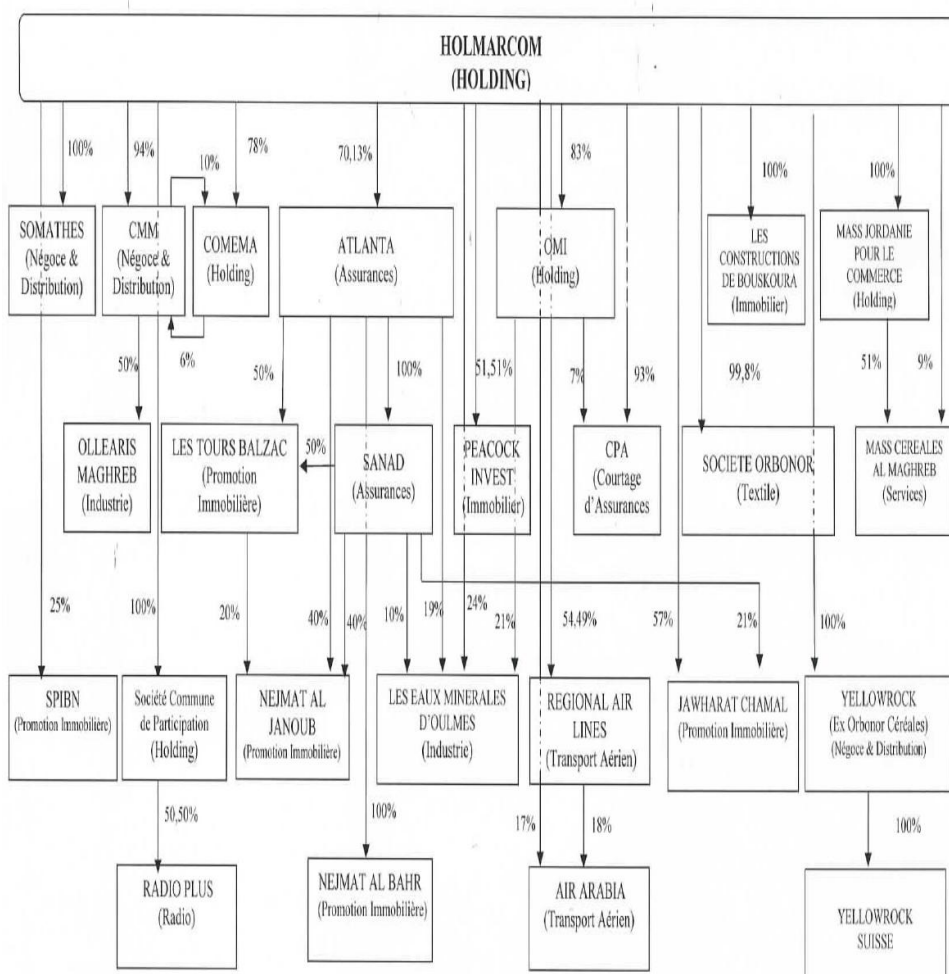 HOLMARCOM
(HOLDING)
100%
94%
10%
78%
70,13%
83%
100%
100%
SOMATHES
(Négoce &
Distribution)
CMM
(Négoce &
Distribution)
COMEMA
(Holding)
ATLANTA
(Assurances)
OMI
(Holding)
LES
CONSTRUCTIONS
DE BOUSKOURA
(Immobilier)
MASS JORDANIE
POUR LE
COMMERCE
(Holding)
6%
50%
50%
100%
51,51%
7%
93%
99,8%
51%
9%
OLLEARIS
MAGHREB
(Industrie)
LES TOURS BALZAC
(Promotion
Immobilière)
50%
SANAD
(Assurances)
PEACOCK
INVEST
(Immobilier)
CPA
(Courtage
d'Assurances
SOCIETE ORBONOR
(Textile)
MASS CEREALES
AL MAGHREB
(Services)
25%
100%
20%
40%
40%
10%
19%
24%
21%
54,49%
57%
21%
100%
SPIBN
(Promotion Immobilière)
Société Commune
de Participation
(Holding)
NEJMAT AL
JANOUB
(Promotion Immobilière)
LES EAUX MINERALES
D'OULMES
(Industrie)
REGIONAL AIR
LINES
(Transport Aérien)
JAWHARAT CHAMAL
(Promotion Immobilière)
YELLOWROCK
(Ex Orbonor Céréales)
(Négoce & Distribution)
50,50%
100%
17%
18%
100%
RADIO PLUS
(Radio)
NEJMAT AL BAHR
(Promotion Immobilière)
AIR ARABIA
(Transport Aérien)
YELLOWROCK
SUISSE